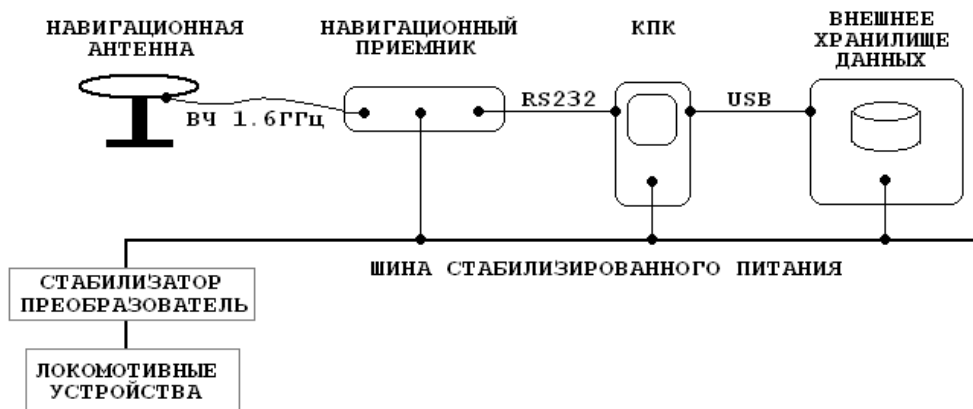 НАВИГАЦИОННАЯ
АНТЕННА
НАВИГАЦИОННЫЙ
ПРИЕМНИК
КПК
ВНЕШНЕЕ
ХРАНИЛИЩЕ
ДАННЫХ
ВЧ 1.6ГГц
RS232
USB
ШИНА СТАБИЛИЗИРОВАННОГО ПИТАНИЯ
СТАБИЛИЗАТОР
ПРЕОБРАЗОВАТЕЛЬ
ЛОКОМОТИВНЫЕ
УСТРОЙСТВА